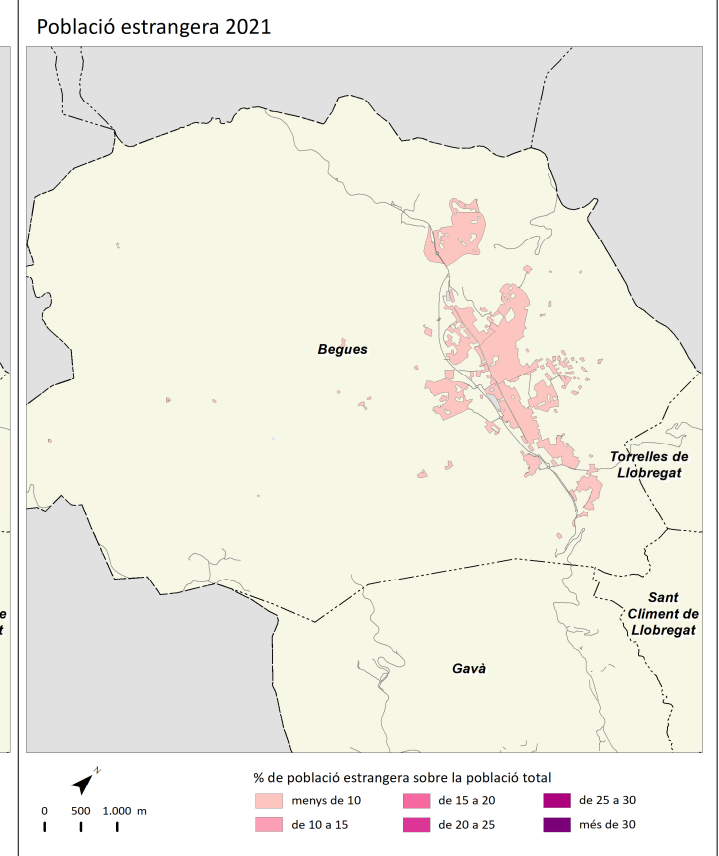 Població estrangera 2021
Begues
Torrelles de
Llobregat
Sant
Climent de
Llobregat
Gavà
e
t
N
0 500 1.000 m
% de població estrangera sobre la població total
menys de 10
de 10 a 15
de 15 a 20
de 20 a 25
de 25 a 30
més de 30